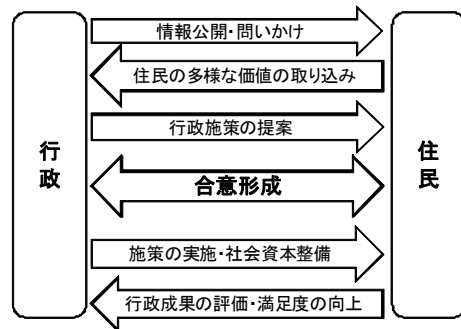 情報公開・問いかけ
住民の多様な価値の取り込み
行政施策の提案
合意形成
施策の実施・社会資本整備
行政成果の評価・満足度の向上
行政
住民